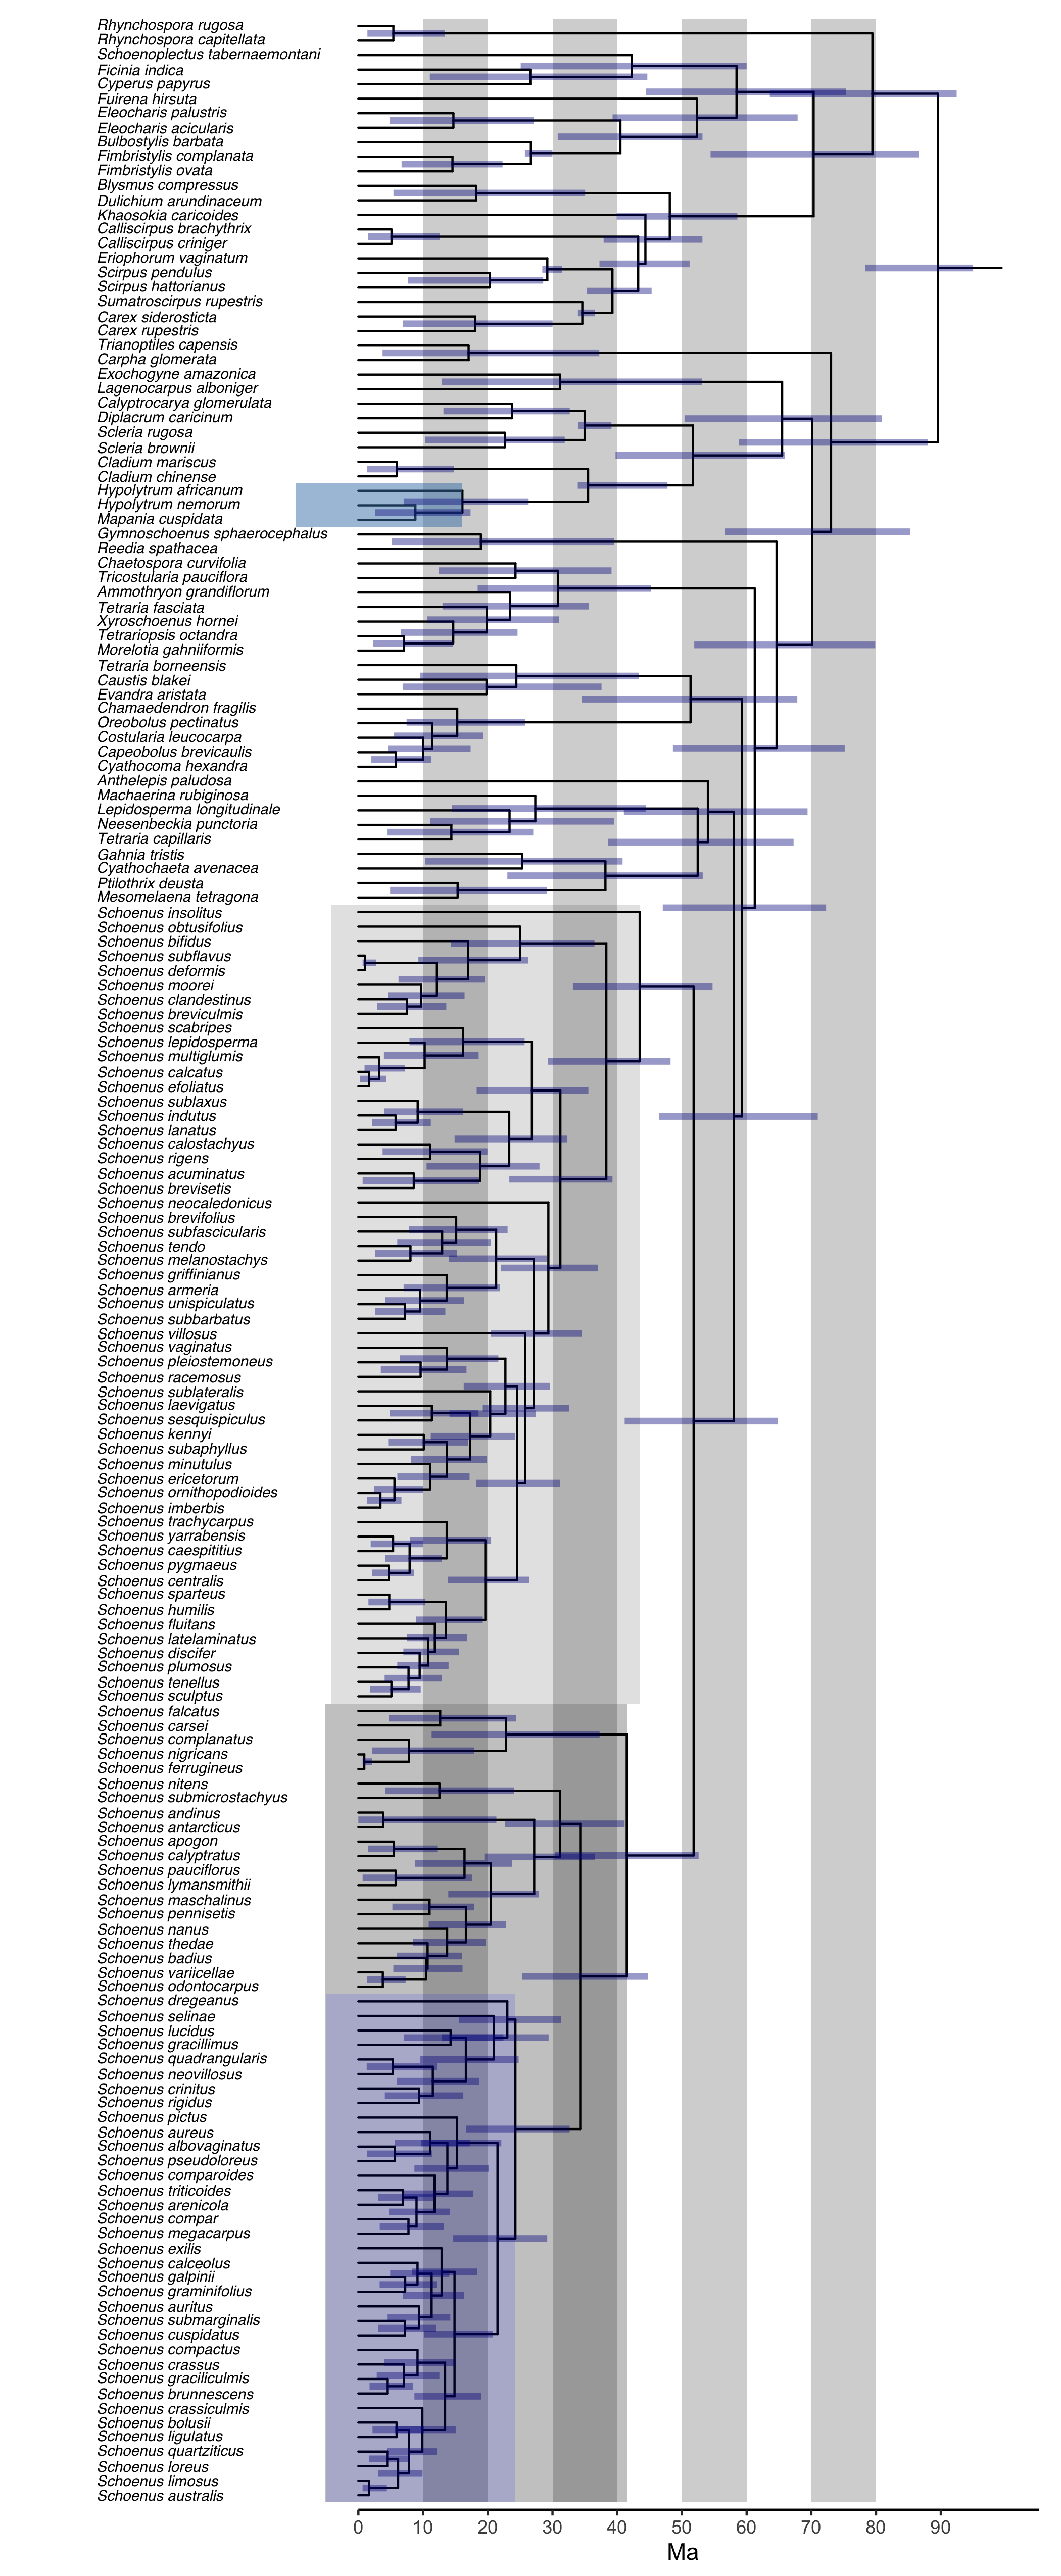 Rhynchospora rugosa
Rhynchospora capitellata
Schoenoplectus tabernaemontani
Ficinia indica
Cyperus papyrus
Fuirena hirsuta
Eleocharis palustris
Eleocharis acicularis
Bulbostylis barbata
Fimbristylis complanata
Fimbristylis ovata
Blysmus compressus
Dulichium arundinaceum
Khaosokia caricoides
Calliscirpus brachythrix
Calliscirpus criniger
Eriophorum vaginatum
Scirpus pendulus
Scirpus hattorianus
Sumatroscirpus rupestris
Carex siderosticta
Carex rupestris
Trianoptiles capensis
Carpha glomerata
Exochogyne amazonica
Lagenocarpus alboniger
Calyptrocarya glomerulata
Diplacrum caricinum
Scleria rugosa
Scleria brownii
Cladium mariscus
Cladium chinense
Hypolytrum africanum
Hypolytrum nemorum
Mapania cuspidata
Gymnoschoenus sphaerocephalus
Reedia spathacea
Chaetospora curvifolia
Tricostularia pauciflora
Ammothryon grandiflorum
Tetraria fasciata
Xyroschoenus hornei
Tetrariopsis octandra
Morelotia gahniiformis
Tetraria borneensis
Caustis blakei
Evandra aristata
Chamaedendron fragilis
Oreobolus pectinatus
Costularia leucocarpa
Capeobolus brevicaulis
Cyathocoma hexandra
Anthelepis paludosa
Machaerina rubiginosa
Lepidosperma longitudinale
Neesenbeckia punctoria
Tetraria capillaris
Gahnia tristis
Cyathochaeta avenacea
Ptilothrix deusta
Mesomelaena tetragona
Schoenus insolitus
Schoenus obtusifolius
Schoenus bifidus
Schoenus subflavus
Schoenus deformis
Schoenus moorei
Schoenus clandestinus
Schoenus breviculmis
Schoenus scabripes
Schoenus lepidosperma
Schoenus multiglumis
Schoenus calcatus
Schoenus efoliatus
Schoenus sublaxus
Schoenus indutus
Schoenus lanatus
Schoenus calostachyus
Schoenus rigens
Schoenus acuminatus
Schoenus brevisetis
Schoenus neocaledonicus
Schoenus brevifolius
Schoenus subfascicularis
Schoenus tendo
Schoenus melanostachys
Schoenus griffinianus
Schoenus armeria
Schoenus unispiculatus
Schoenus subbarbatus
Schoenus villosus
Schoenus vaginatus
Schoenus pleiostemoneus
Schoenus racemosus
Schoenus sublateralis
Schoenus laevigatus
Schoenus sesquispiculus
Schoenus kennyi
Schoenus subaphyllus
Schoenus minutulus
Schoenus ericetorum
Schoenus ornithopodioides
Schoenus imberbis
Schoenus trachycarpus
Schoenus yarrabensis
Schoenus caespititius
Schoenus pygmaeus
Schoenus centralis
Schoenus sparteus
Schoenus humilis
Schoenus fluitans
Schoenus latelaminatus
Schoenus discifer
Schoenus plumosus
Schoenus tenellus
Schoenus sculptus
Schoenus falcatus
Schoenus carsei
Schoenus complanatus
Schoenus nigricans
Schoenus ferrugineus
Schoenus nitens
Schoenus submicrostachyus
Schoenus andinus
Schoenus antarcticus
Schoenus apogon
Schoenus calyptratus
Schoenus pauciflorus
Schoenus lymansmithii
Schoenus maschalinus
Schoenus pennisetis
Schoenus nanus
Schoenus thedae
Schoenus badius
Schoenus variicellae
Schoenus odontocarpus
Schoenus dregeanus
Schoenus selinae
Schoenus lucidus
Schoenus gracillimus
Schoenus quadrangularis
Schoenus neovillosus
Schoenus crinitus
Schoenus rigidus
Schoenus pictus
Schoenus aureus
Schoenus albovaginatus
Schoenus pseudoloreus
Schoenus comparoides
Schoenus triticoides
Schoenus arenicola
Schoenus compar
Schoenus megacarpus
Schoenus exilis
Schoenus calceolus
Schoenus galpinii
Schoenus graminifolius
Schoenus auritus
Schoenus submarginalis
Schoenus cuspidatus
Schoenus compactus
Schoenus crassus
Schoenus graciliculmis
Schoenus brunnescens
Schoenus crassiculmis
Schoenus bolusii
Schoenus ligulatus
Schoenus quartziticus
Schoenus loreus
Schoenus limosus
Schoenus australis
0 10 20 30 40 50 60 70 80 90
Ma